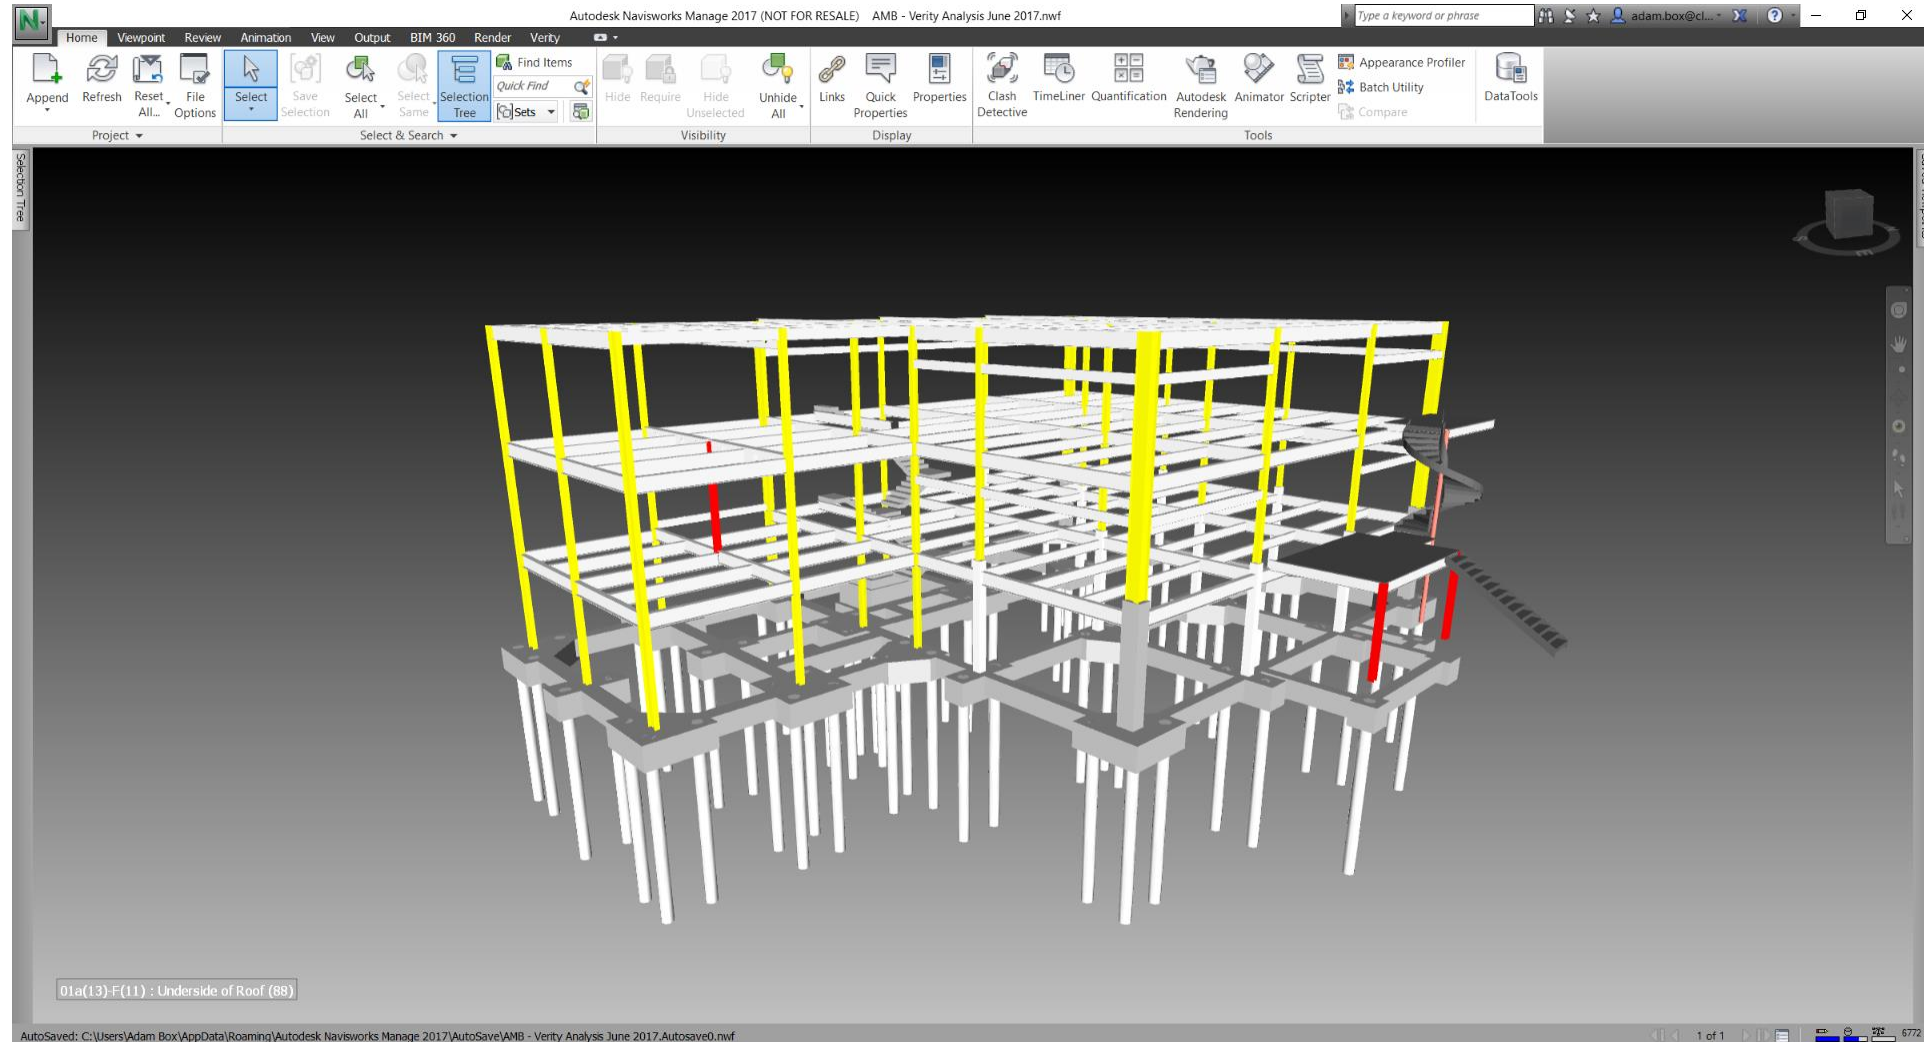 Autodesk Navisworks Manage 2017 (NOT FOR RESALE) AMB - Verity Analysis June 2017.nwf
Type a keyword or phrase
adam.box@cl...
Home Viewpoint Review Animation View Output BIM 360 Render Verity
Append
Refresh
Reset
All...
File
Options
Project
Select
Save
Selection
Select
All
Select
Same
Selection
Tree
Find Items
Quick Find
Sets
Select & Search
Hide
Require
Hide
Unselected
Unhide
All
Visibility
Links
Quick
Properties
Properties
Display
Clash
Detective
TimeLiner
Quantification
Autodesk
Rendering
Animator
Scripter
Appearance Profiler
Batch Utility
Compare
DataTools
Tools
Selection Tree
01a(13)-F(11) : Underside of Roof (88)
AutoSaved: C:\Users\Adam Box\AppData\Roaming\Autodesk Navisworks Manage 2017\AutoSave\AMB - Verity Analysis June 2017.Autosave0.nwf
1 of 1
6772